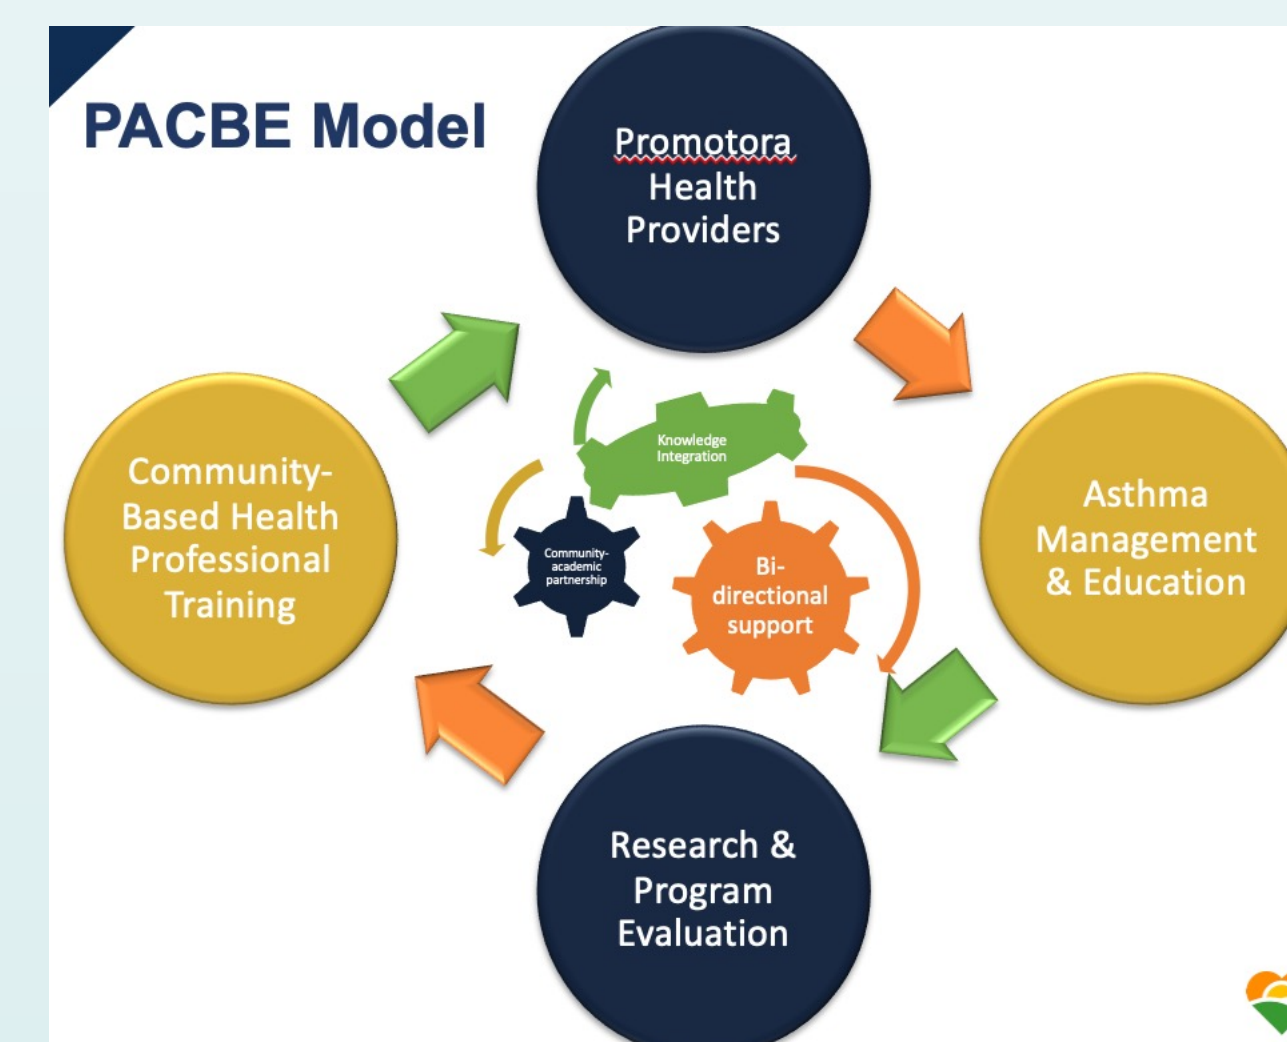 PACBE Model
Promotora
Health
Providers
Community-
Based Health
Professional
Training
Knowledge
Integration
Community-
academic
partnership
Bi-
directional
support
Asthma
Management
& Education
Research &
Program
Evaluation